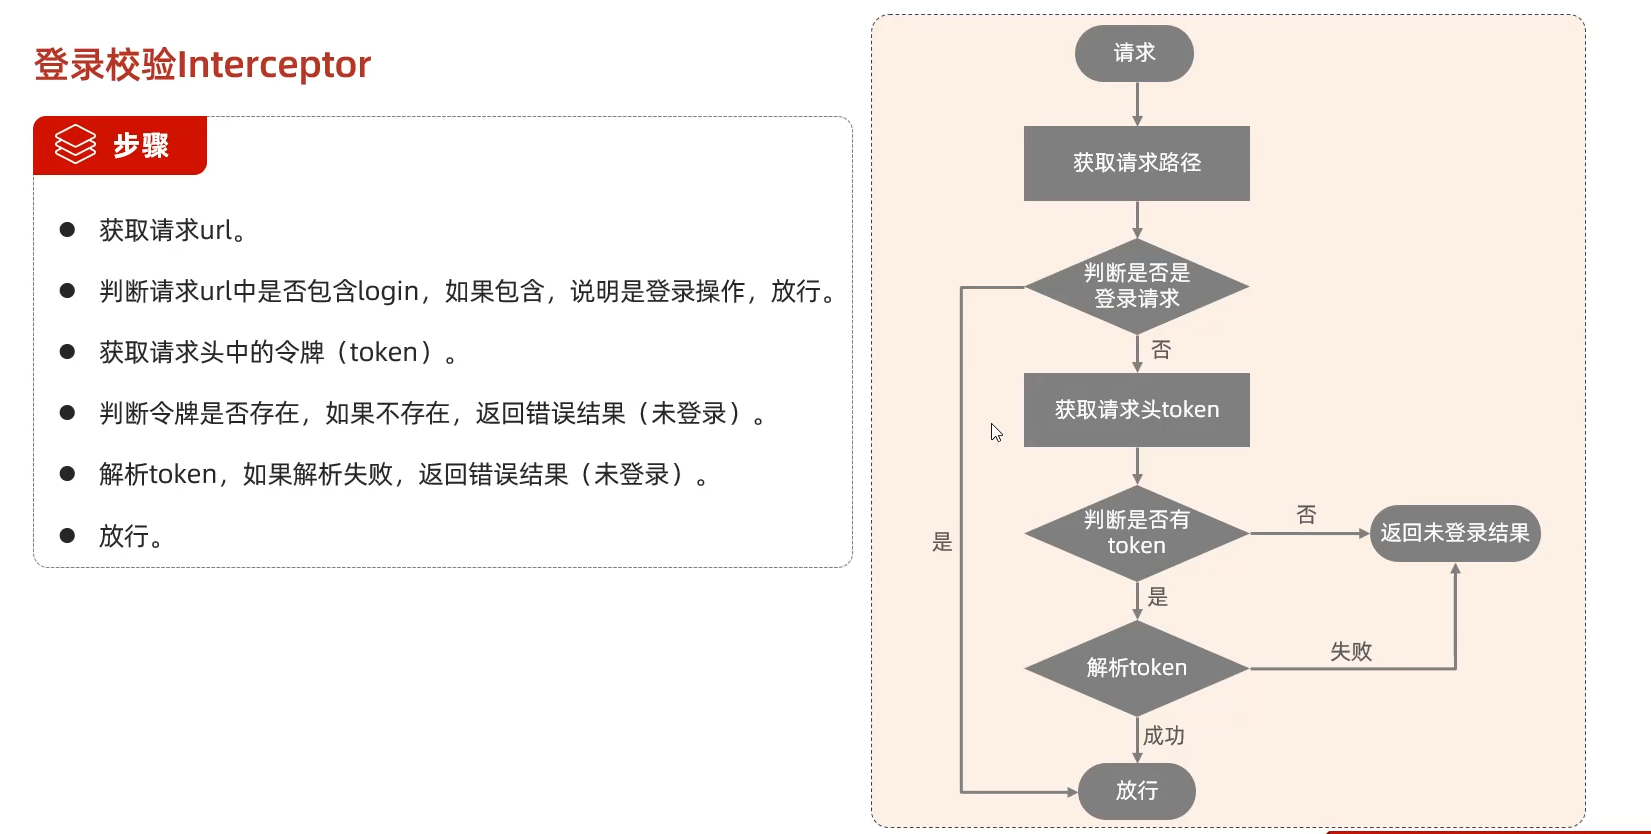 登录校验Interceptor
步骤
获取请求url。
判断请求url中是否包含login，如果包含，说明是登录操作，放行。
获取请求头中的令牌（token）。
判断令牌是否存在，如果不存在，返回错误结果（未登录）。
解析token，如果解析失败，返回错误结果（未登录）。
放行。
请求
获取请求路径
判断是否是
登录请求
否
获取请求头token
判断是否有
token
否
返回未登录结果
是
是
解析token
失败
成功
放行